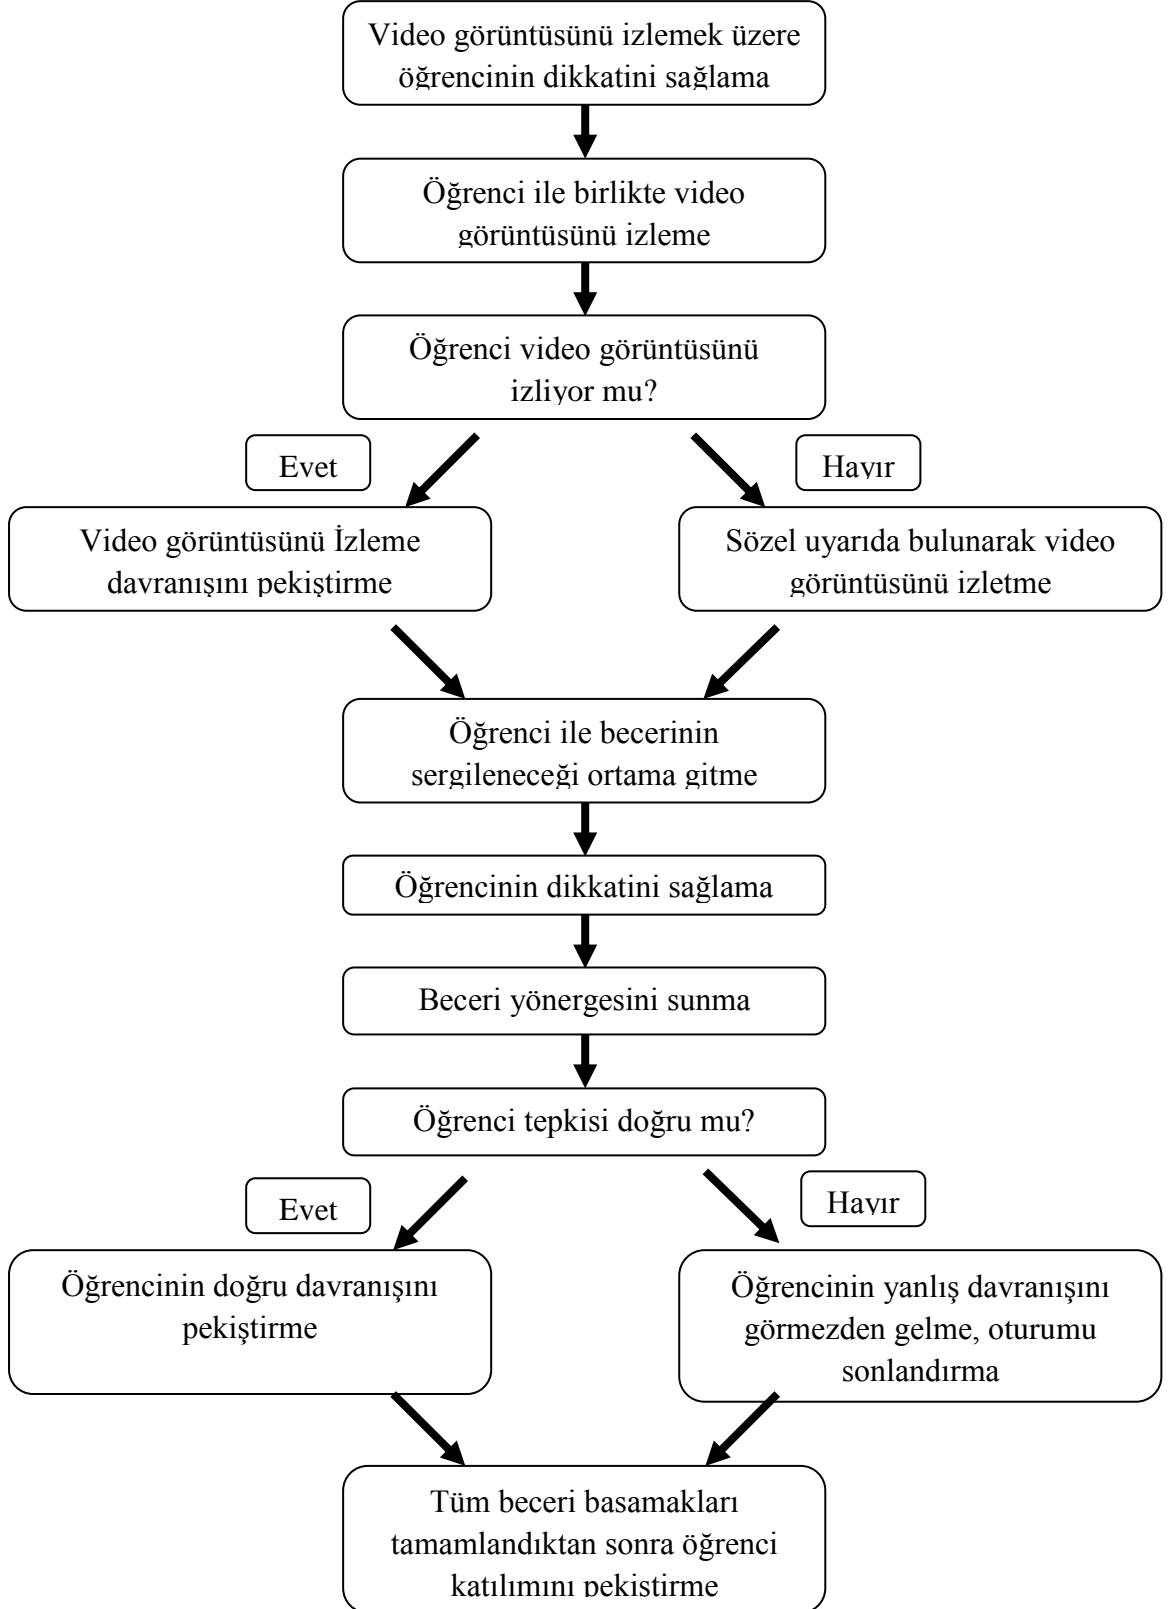 Video görüntüsünü izlemek üzere
öğrencinin dikkatini sağlama
Öğrenci ile birlikte video
görüntüsünü izleme
Öğrenci video görüntüsünü
izliyor mu?
Evet
Hayır
Video görüntüsünü İzleme
davranışını pekiştirme
Sözel uyarıda bulunarak video
görüntüsünü izletme
Öğrenci ile becerinin
sergileneceği ortama gitme
Öğrencinin dikkatini sağlama
Beceri yönergesini sunma
Öğrenci tepkisi doğru mu?
Evet
Hayır
Öğrencinin doğru davranışını
pekiştirme
Öğrencinin yanlış davranışını
görmezden gelme, oturumu
sonlandırma
Tüm beceri basamakları
tamamlandıktan sonra öğrenci
katılımını pekiştirme